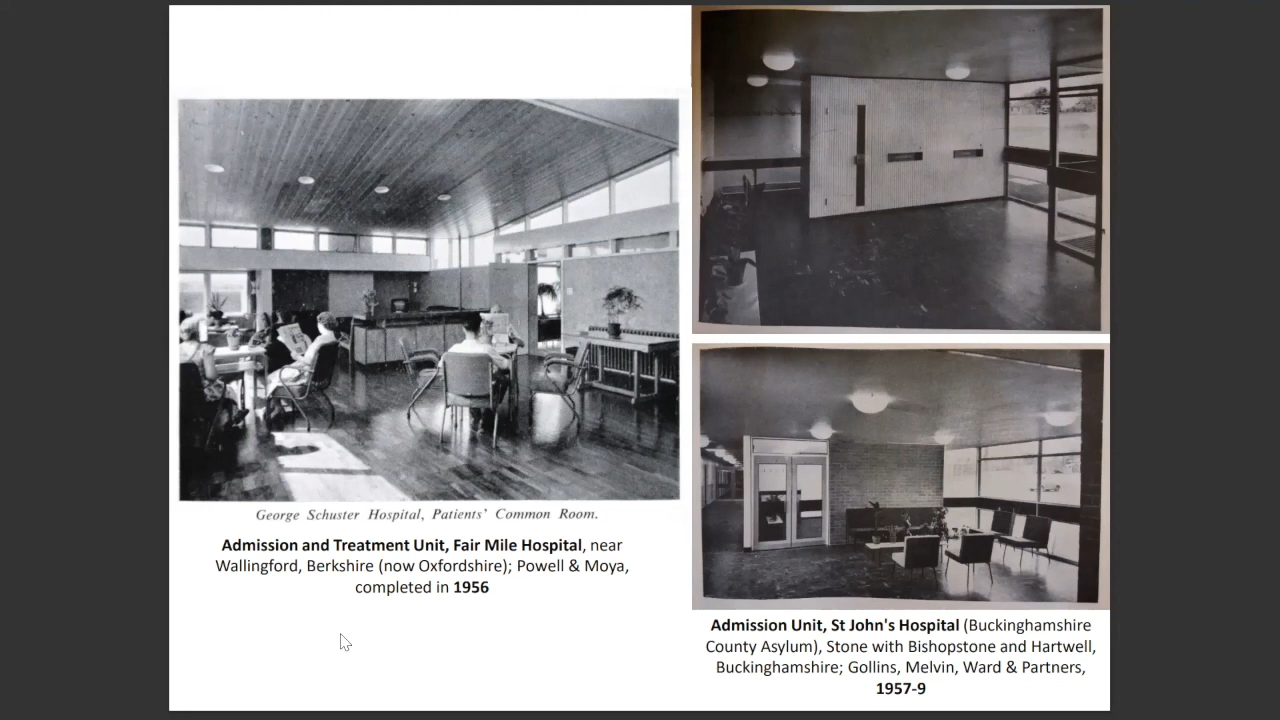 George Schuster Hospital, Patients' Common Room.
Admission and Treatment Unit, Fair Mile Hospital, near
Wallingford, Berkshire (now Oxfordshire); Powell & Moya,
completed in 1956
Admission Unit, St John's Hospital (Buckinghamshire
County Asylum), Stone with Bishopstone and Hartwell,
Buckinghamshire; Gollins, Melvin, Ward & Partners,
1957-9